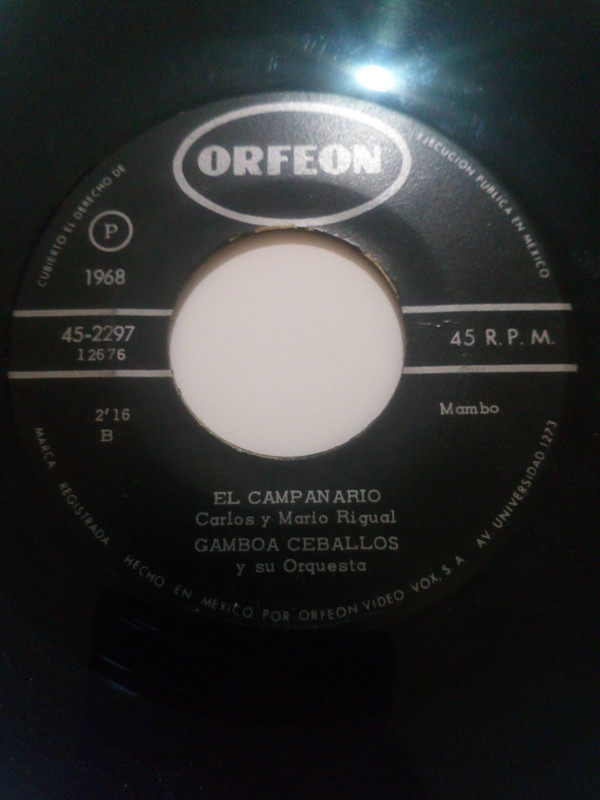 ORFEON
CUBIERTO EL DERECHO DE
EJECUCION PUBLICA EN MEXICO
P
1968
45-2297
12676
45 R. P. M.
2'16
B
Mambo
EL CAMPANARIO
Carlos y Mario Rigual
GAMBOA CEBALLOS
y su Orquesta
MARCA REGISTRADA HECHO EN MEXICO POR ORFEON VIDEO VOX, S A AV. UNIVERSIDAD 1273